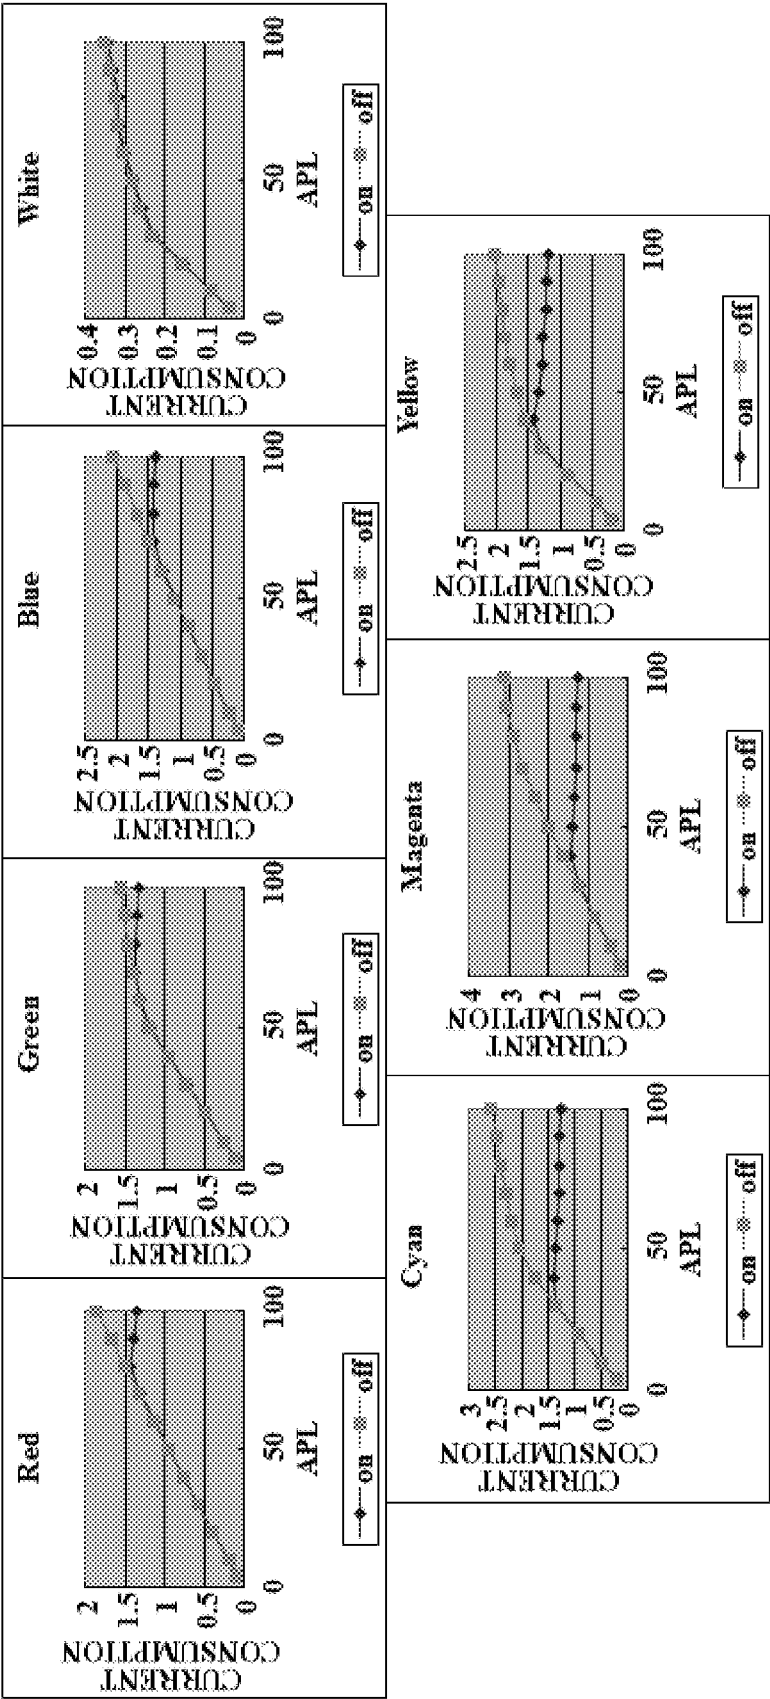 Red
CURRENT
CONSUMPTION
2
1.5
1
0.5
0
0
50
100
APL
on
off
Green
CURRENT
CONSUMPTION
2
1.5
1
0.5
0
0
50
100
APL
on
off
Blue
CURRENT
CONSUMPTION
2.5
2
1.5
1
0.5
0
0
50
100
APL
on
off
White
CURRENT
CONSUMPTION
0.4
0.3
0.2
0.1
0
0
50
100
APL
on
off
Cyan
CURRENT
CONSUMPTION
3
2.5
2
1.5
1
0.5
0
0
50
100
APL
on
off
Magenta
CURRENT
CONSUMPTION
4
3
2
1
0
0
50
100
APL
on
off
Yellow
CURRENT
CONSUMPTION
2.5
2
1.5
1
0.5
0
0
50
100
APL
on
off